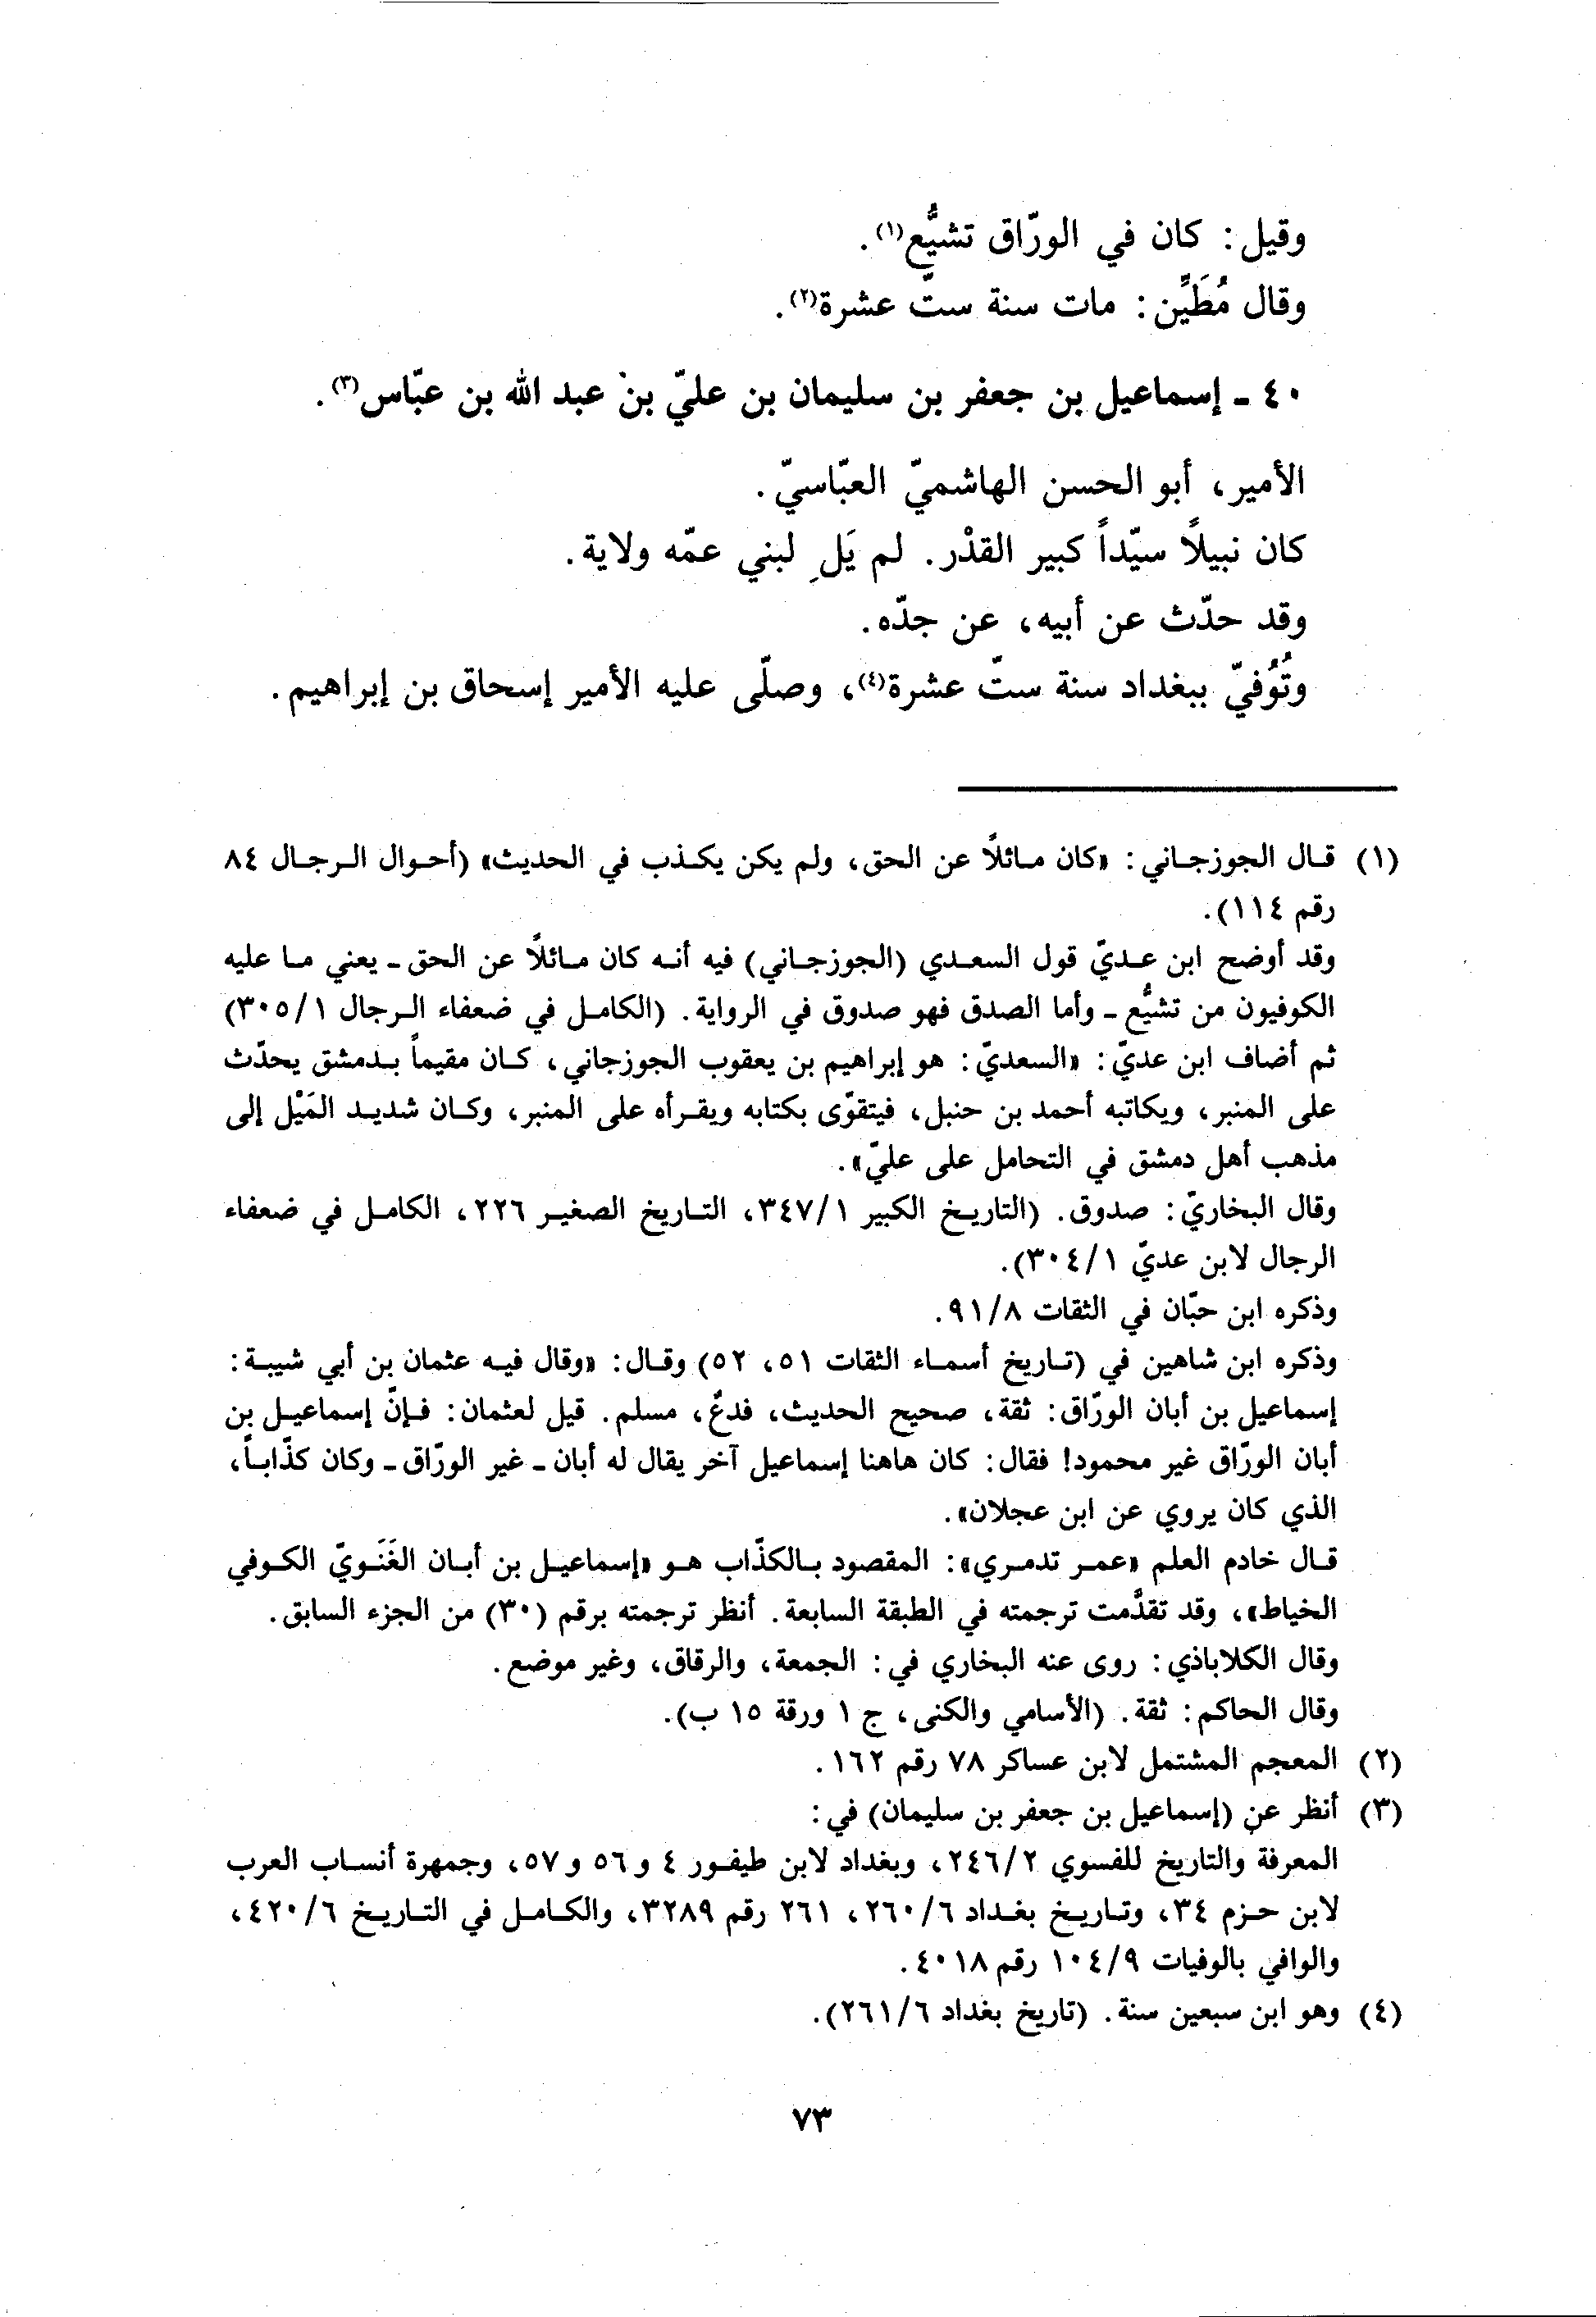 وقيل: كان في الورّاق تشيُّع(١).
وقال مُطَيَّن: مات سنة ستّ عشرة(٢).
٤٠ ـ إسماعيل بن جعفر بن سليمان بن عليّ بن عبد الله بن عبّاس(٣).
الأمير، أبو الحسن الهاشميّ العبّاسيّ.
كان نبيلاً سيّداً كبير القدْر. لم يَلِ لبني عمّه ولاية.
وقد حدّث عن أبيه، عن جدّه.
وتُوُفيّ ببغداد سنة ستّ عشرة(٤)، وصلّى عليه الأمير إسحاق بن إبراهيم.
(١) قال الجوزجاني: «كان مائلاً عن الحق، ولم يكن يكذب في الحديث» (أحوال الرجال ٨٤
رقم ١١٤).
وقد أوضح ابن عديّ قول السعدي (الجوزجاني) فيه أنه كان مائلاً عن الحق ـ يعني ما عليه
الكوفيون من تشيُّع ـ وأما الصدق فهو صدوق في الرواية. (الكامل في ضعفاء الرجال ٣٠٥/١)
ثم أضاف ابن عديّ: «السعديّ: هو إبراهيم بن يعقوب الجوزجاني، كان مقيماً بدمشق يحدّث
على المنبر، ويكاتبه أحمد بن حنبل، فيتقوّى بكتابه ويقرأه على المنبر، وكان شديد المَيْل إلى
مذهب أهل دمشق في التحامل على عليّ».
وقال البخاريّ: صدوق. (التاريخ الكبير ٣٤٧/١، التاريخ الصغير ٢٢٦، الكامل في ضعفاء
الرجال لابن عديّ ٣٠٤/١).
وذكره ابن حبّان في الثقات ٩١/٨.
وذكره ابن شاهين في (تاريخ أسماء الثقات ٥١، ٥٢) وقال: «وقال فيه عثمان بن أبي شيبة:
إسماعيل بن أبان الورّاق: ثقة، صحيح الحديث، فدعٌ، مسلم. قيل لعثمان: فإنّ إسماعيل بن
أبان الورّاق غير محمود! فقال: كان هاهنا إسماعيل آخر يقال له أبان ـ غير الورّاق ـ وكان كذّاباً،
الذي كان يروي عن ابن عجلان».
قال خادم العلم «عمر تدمري»: المقصود بالكذّاب هو «إسماعيل بن أبان الغَنَويّ الكوفي
الخياط»، وقد تقدَّمت ترجمته في الطبقة السابعة. أنظر ترجمته برقم (٣٠) من الجزء السابق.
وقال الكلاباذي: روى عنه البخاري في: الجمعة، والرقاق، وغير موضع.
وقال الحاكم: ثقة. (الأسامي والكنى، ج ١ ورقة ١٥ ب).
(٢) المعجم المشتمل لابن عساكر ٧٨ رقم ١٦٢.
(٣) أنظر عن (إسماعيل بن جعفر بن سليمان) في:
المعرفة والتاريخ للفسوي ٢٤٦/٢، وبغداد لابن طيفور ٤ و ٥٦ و ٥٧، وجمهرة أنساب العرب
لابن حزم ٣٤، وتاريخ بغداد ٢٦٠/٦، ٢٦١ رقم ٣٢٨٩، والكامل في التاريخ ٤٢٠/٦،
والوافي بالوفيات ١٠٤/٩ رقم ٤٠١٨.
(٤) وهو ابن سبعين سنة. (تاريخ بغداد ٢٦١/٦).
٧٣